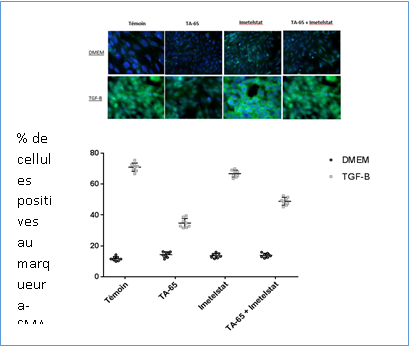 Témoin TA-65 Imetelstat TA-65 + Imetelstat
DMEM
TGF-B
% de
cellul
es
positi
ves
au
marq
ueur
a-
SMA
80
60
40
20
0
DMEM
TGF-B
Témoin
TA-65
Imetelstat
TA-65 + Imetelstat